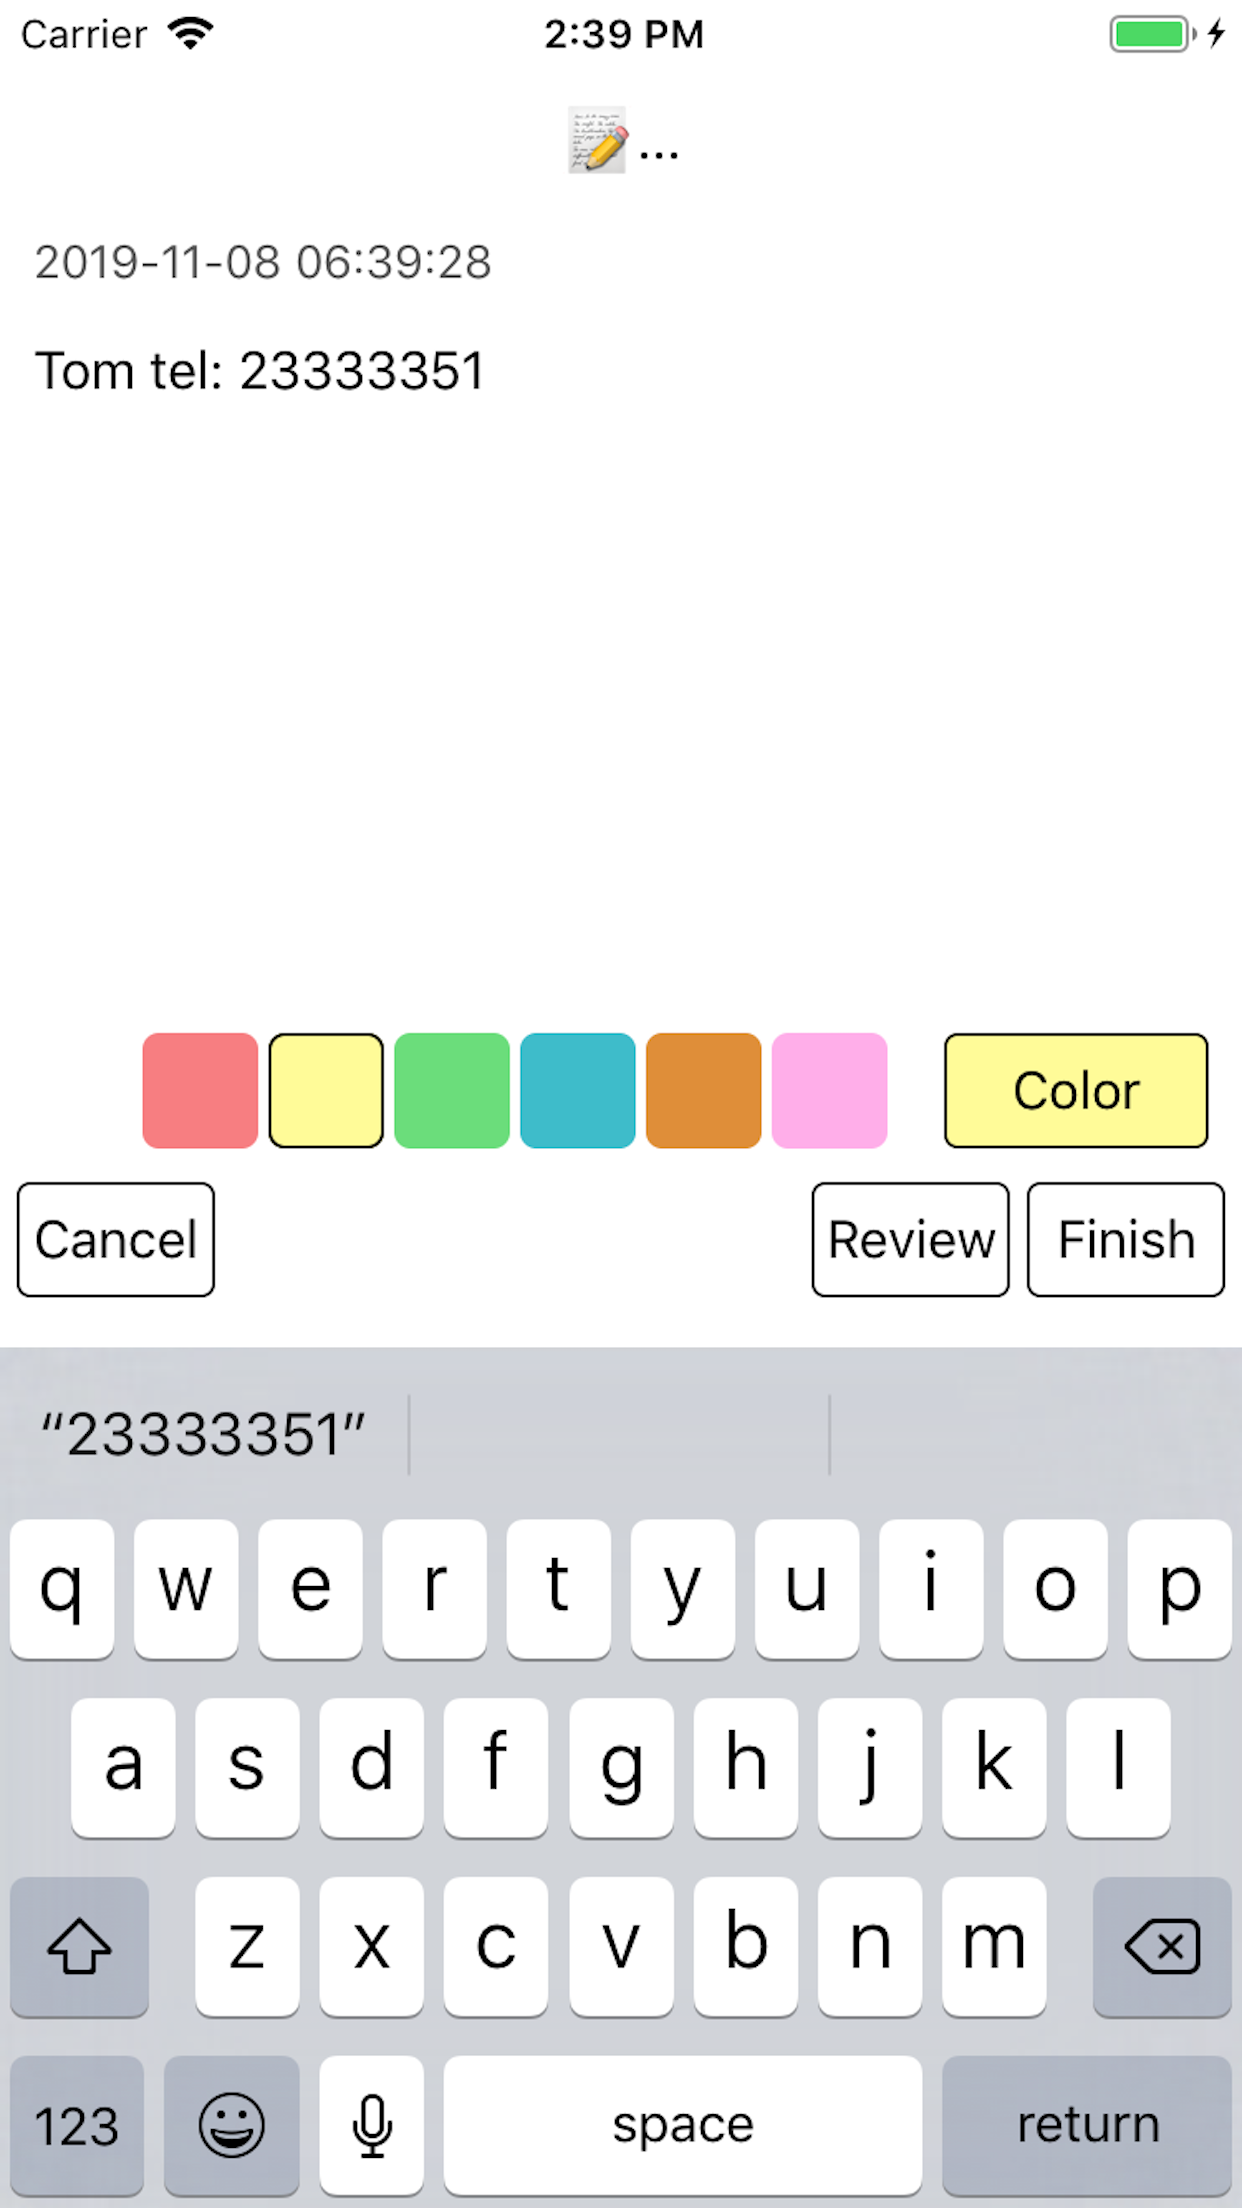 Carrier 2:39 PM
...
2019-11-08 06:39:28
Tom tel: 23333351
Color
Cancel Review Finish
“23333351”
q w e r t y u i o p
a s d f g h j k l
z x c v b n m
123 space return